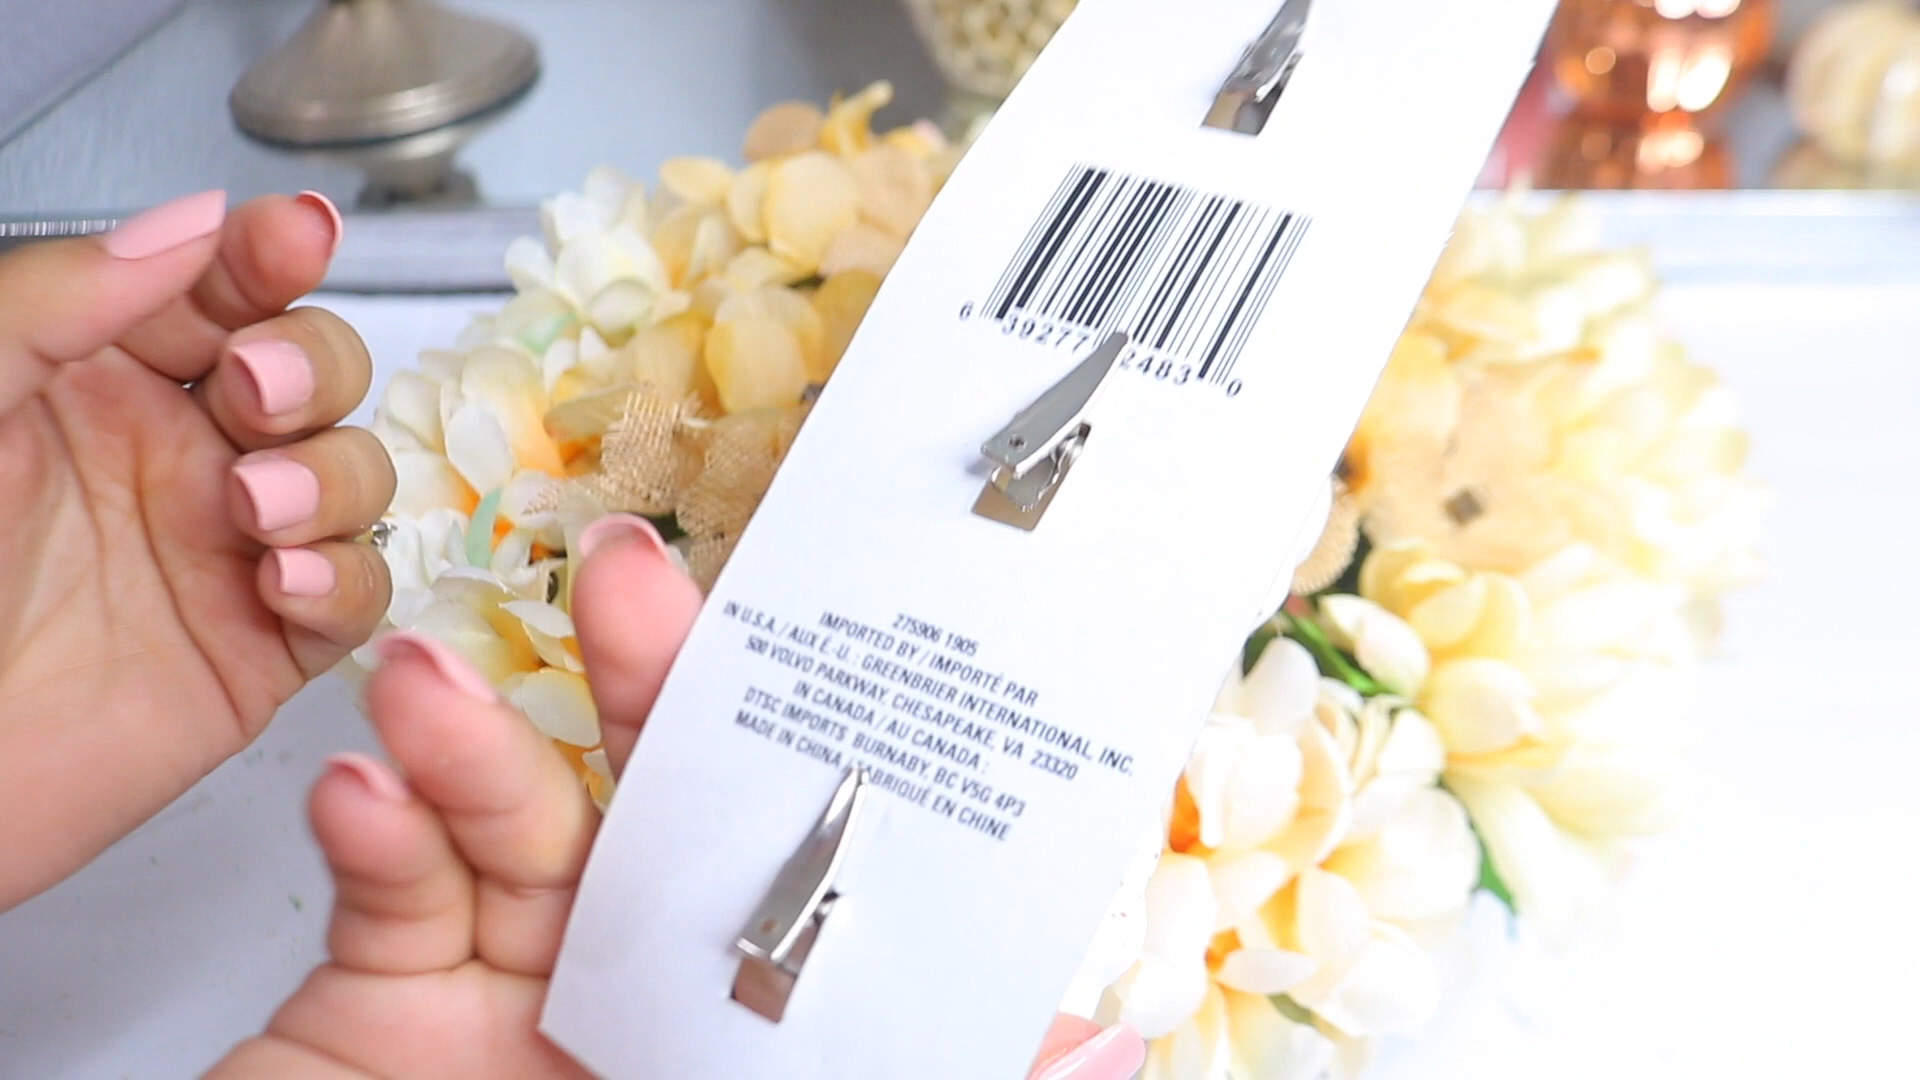 6 39277 2483 0
275906 1905
IMPORTED BY / IMPORTÉ PAR
IN U.S.A. / AUX É.-U. : GREENBRIER INTERNATIONAL, INC.
500 VOLVO PARKWAY, CHESAPEAKE, VA 23320
IN CANADA / AU CANADA :
DTSC IMPORTS BURNABY, BC V5G 4P3
MADE IN CHINA / FABRIQUÉ EN CHINE